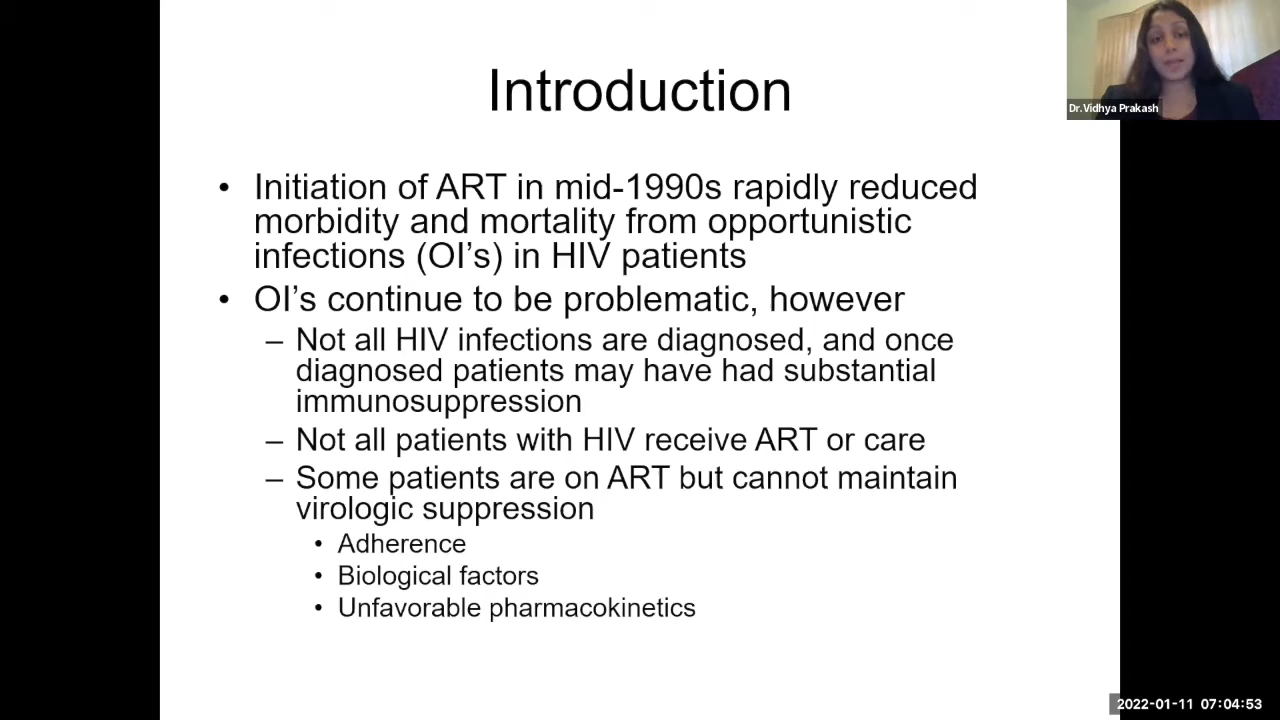 Introduction
Dr.Vidhya Prakash
• Initiation of ART in mid-1990s rapidly reduced
morbidity and mortality from opportunistic
infections (OI’s) in HIV patients
• OI’s continue to be problematic, however
– Not all HIV infections are diagnosed, and once
diagnosed patients may have had substantial
immunosuppression
– Not all patients with HIV receive ART or care
– Some patients are on ART but cannot maintain
virologic suppression
• Adherence
• Biological factors
• Unfavorable pharmacokinetics
2022-01-11 07:04:53